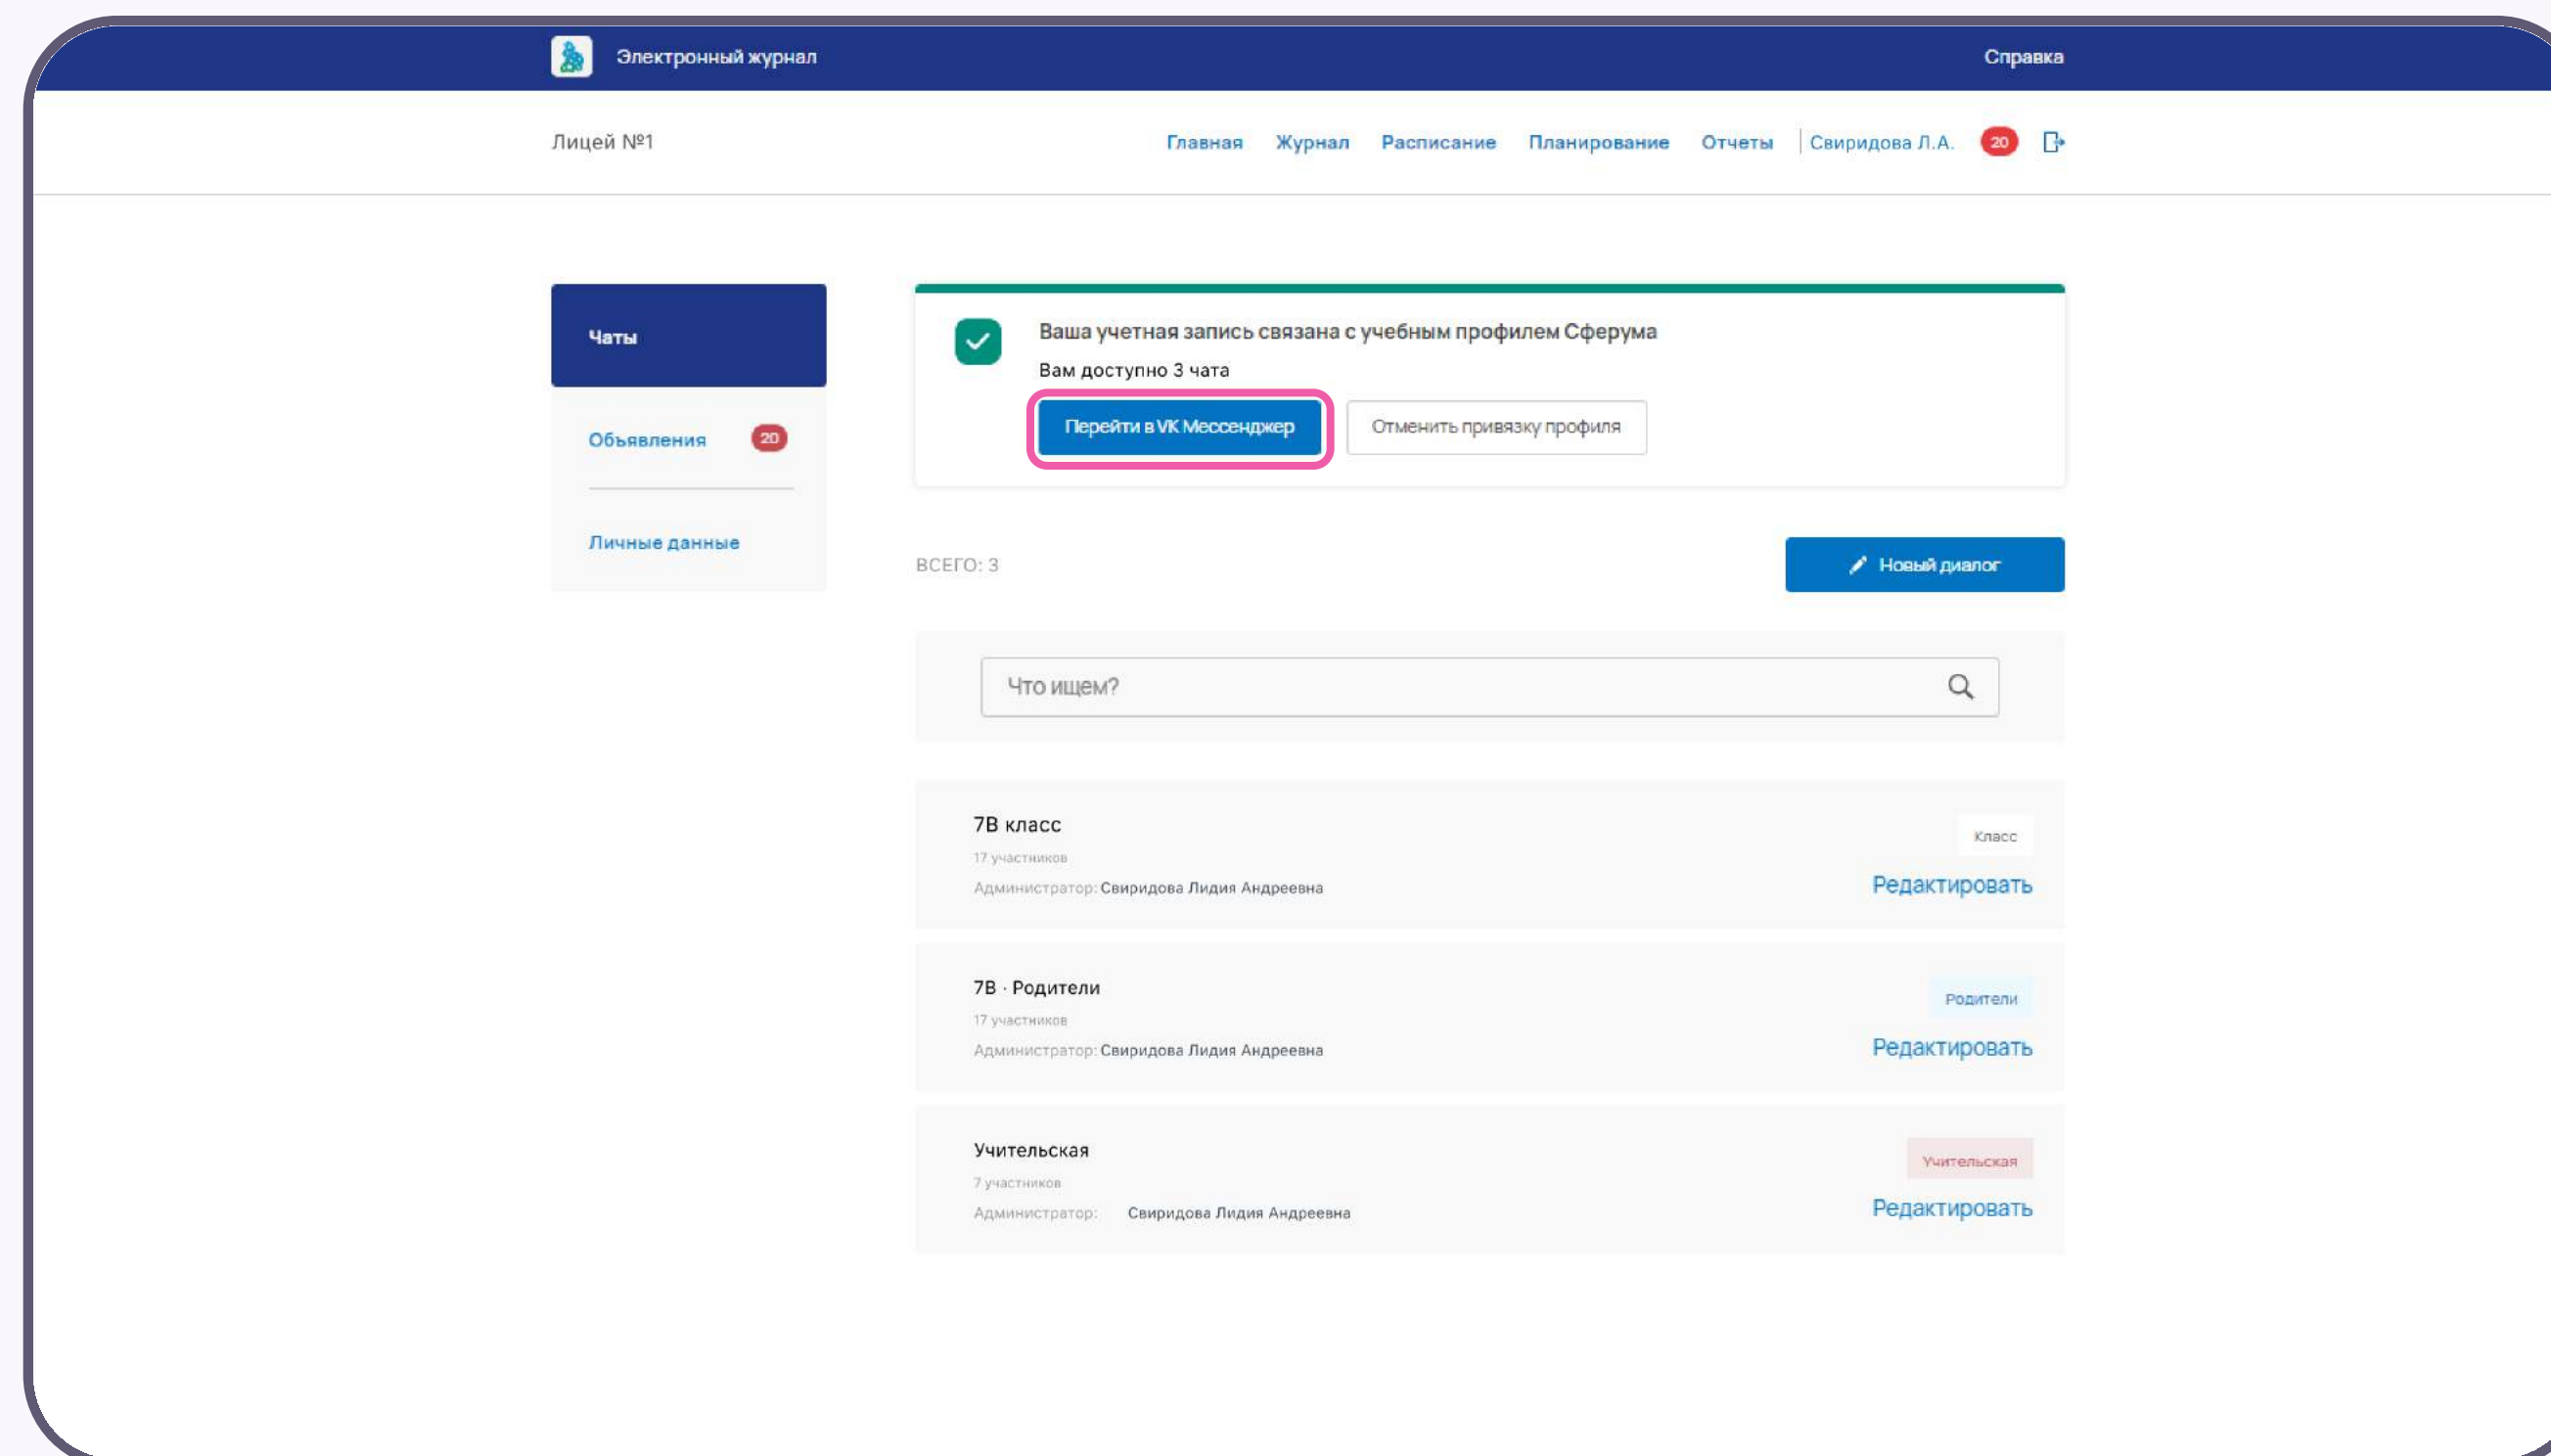 Электронный журнал
Справка
Лицей №1
Главная Журнал Расписание Планирование Отчеты Свиридова Л.А. 20
Чаты
Объявления 20
Личные данные
Ваша учетная запись связана с учебным профилем Сферума
Вам доступно 3 чата
Перейти в VK Мессенджер
Отменить привязку профиля
ВСЕГО: 3
Новый диалог
Что ищем?
7В класс
Класс
17 участников
Администратор: Свиридова Лидия Андреевна
Редактировать
7В · Родители
Родители
17 участников
Администратор: Свиридова Лидия Андреевна
Редактировать
Учительская
Учительская
7 участников
Администратор: Свиридова Лидия Андреевна
Редактировать